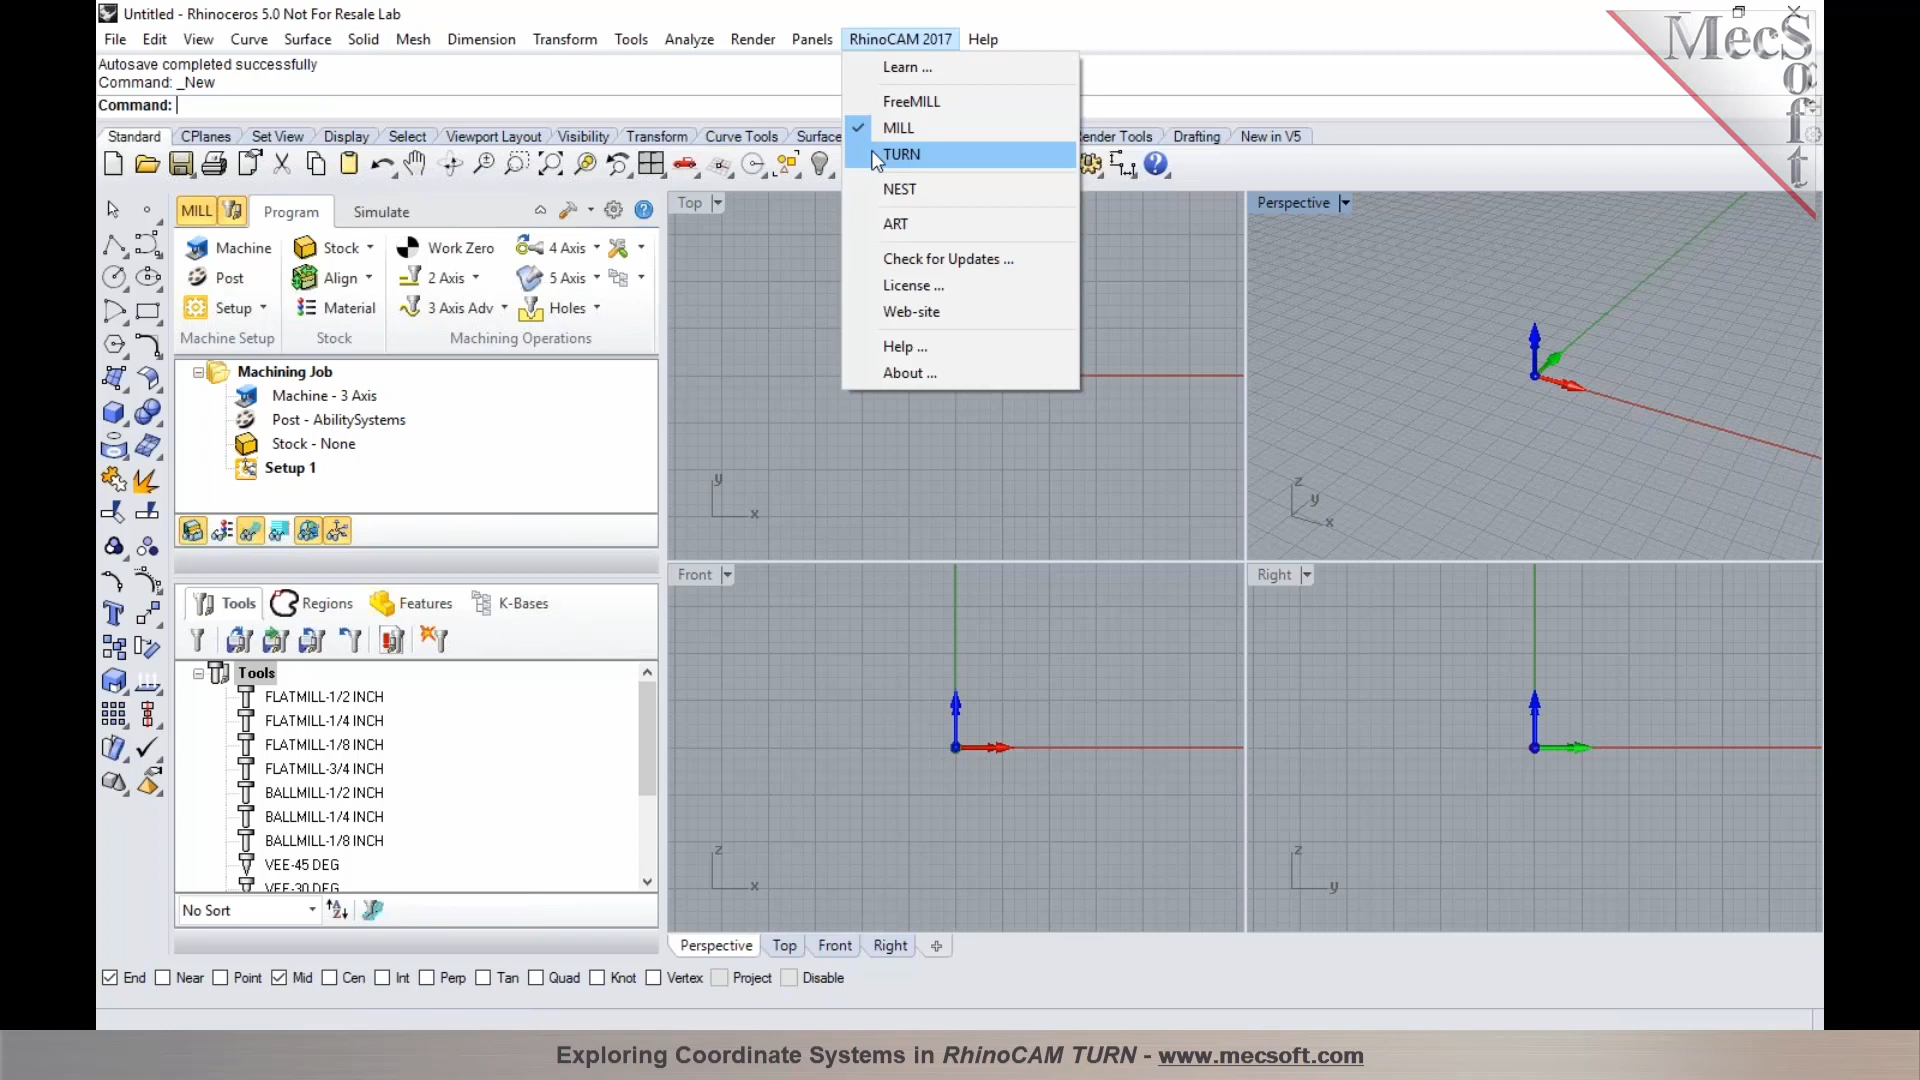 Untitled - Rhinoceros 5.0 Not For Resale Lab
File Edit View Curve Surface Solid Mesh Dimension Transform Tools Analyze Render Panels RhinoCAM 2017 Help
Autosave completed successfully
Command: _New
Command:
Standard CPlanes Set View Display Select Viewport Layout Visibility Transform Curve Tools Surface ender Tools Drafting New in V5
Learn ...
FreeMILL
MILL
TURN
NEST
ART
Check for Updates ...
License ...
Web-site
Help ...
About ...
MecSoft
MILL Program Simulate
Machine Stock Work Zero 4 Axis
Post Align 2 Axis 5 Axis
Setup Material 3 Axis Adv Holes
Machine Setup Stock Machining Operations
Machining Job
Machine - 3 Axis
Post - AbilitySystems
Stock - None
Setup 1
Tools Regions Features K-Bases
Tools
FLATMILL-1/2 INCH
FLATMILL-1/4 INCH
FLATMILL-1/8 INCH
FLATMILL-3/4 INCH
BALLMILL-1/2 INCH
BALLMILL-1/4 INCH
BALLMILL-1/8 INCH
VEE-45 DEG
VEE-30 DEG
No Sort
Top
y
x
Perspective
z
y
x
Front
z
x
Right
z
y
Perspective Top Front Right
End Near Point Mid Cen Int Perp Tan Quad Knot Vertex Project Disable
Exploring Coordinate Systems in RhinoCAM TURN - www.mecsoft.com